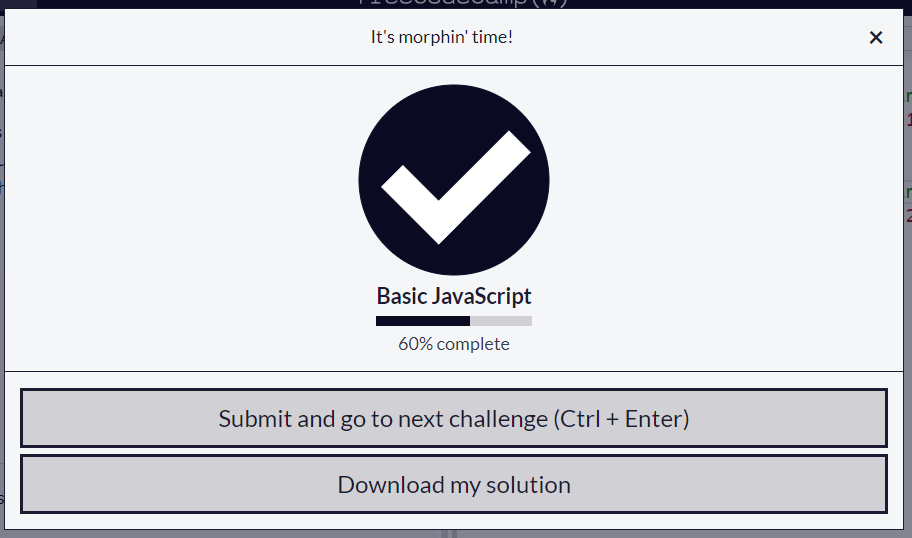 It's morphin' time!
×
Basic JavaScript
60% complete
Submit and go to next challenge (Ctrl + Enter)
Download my solution